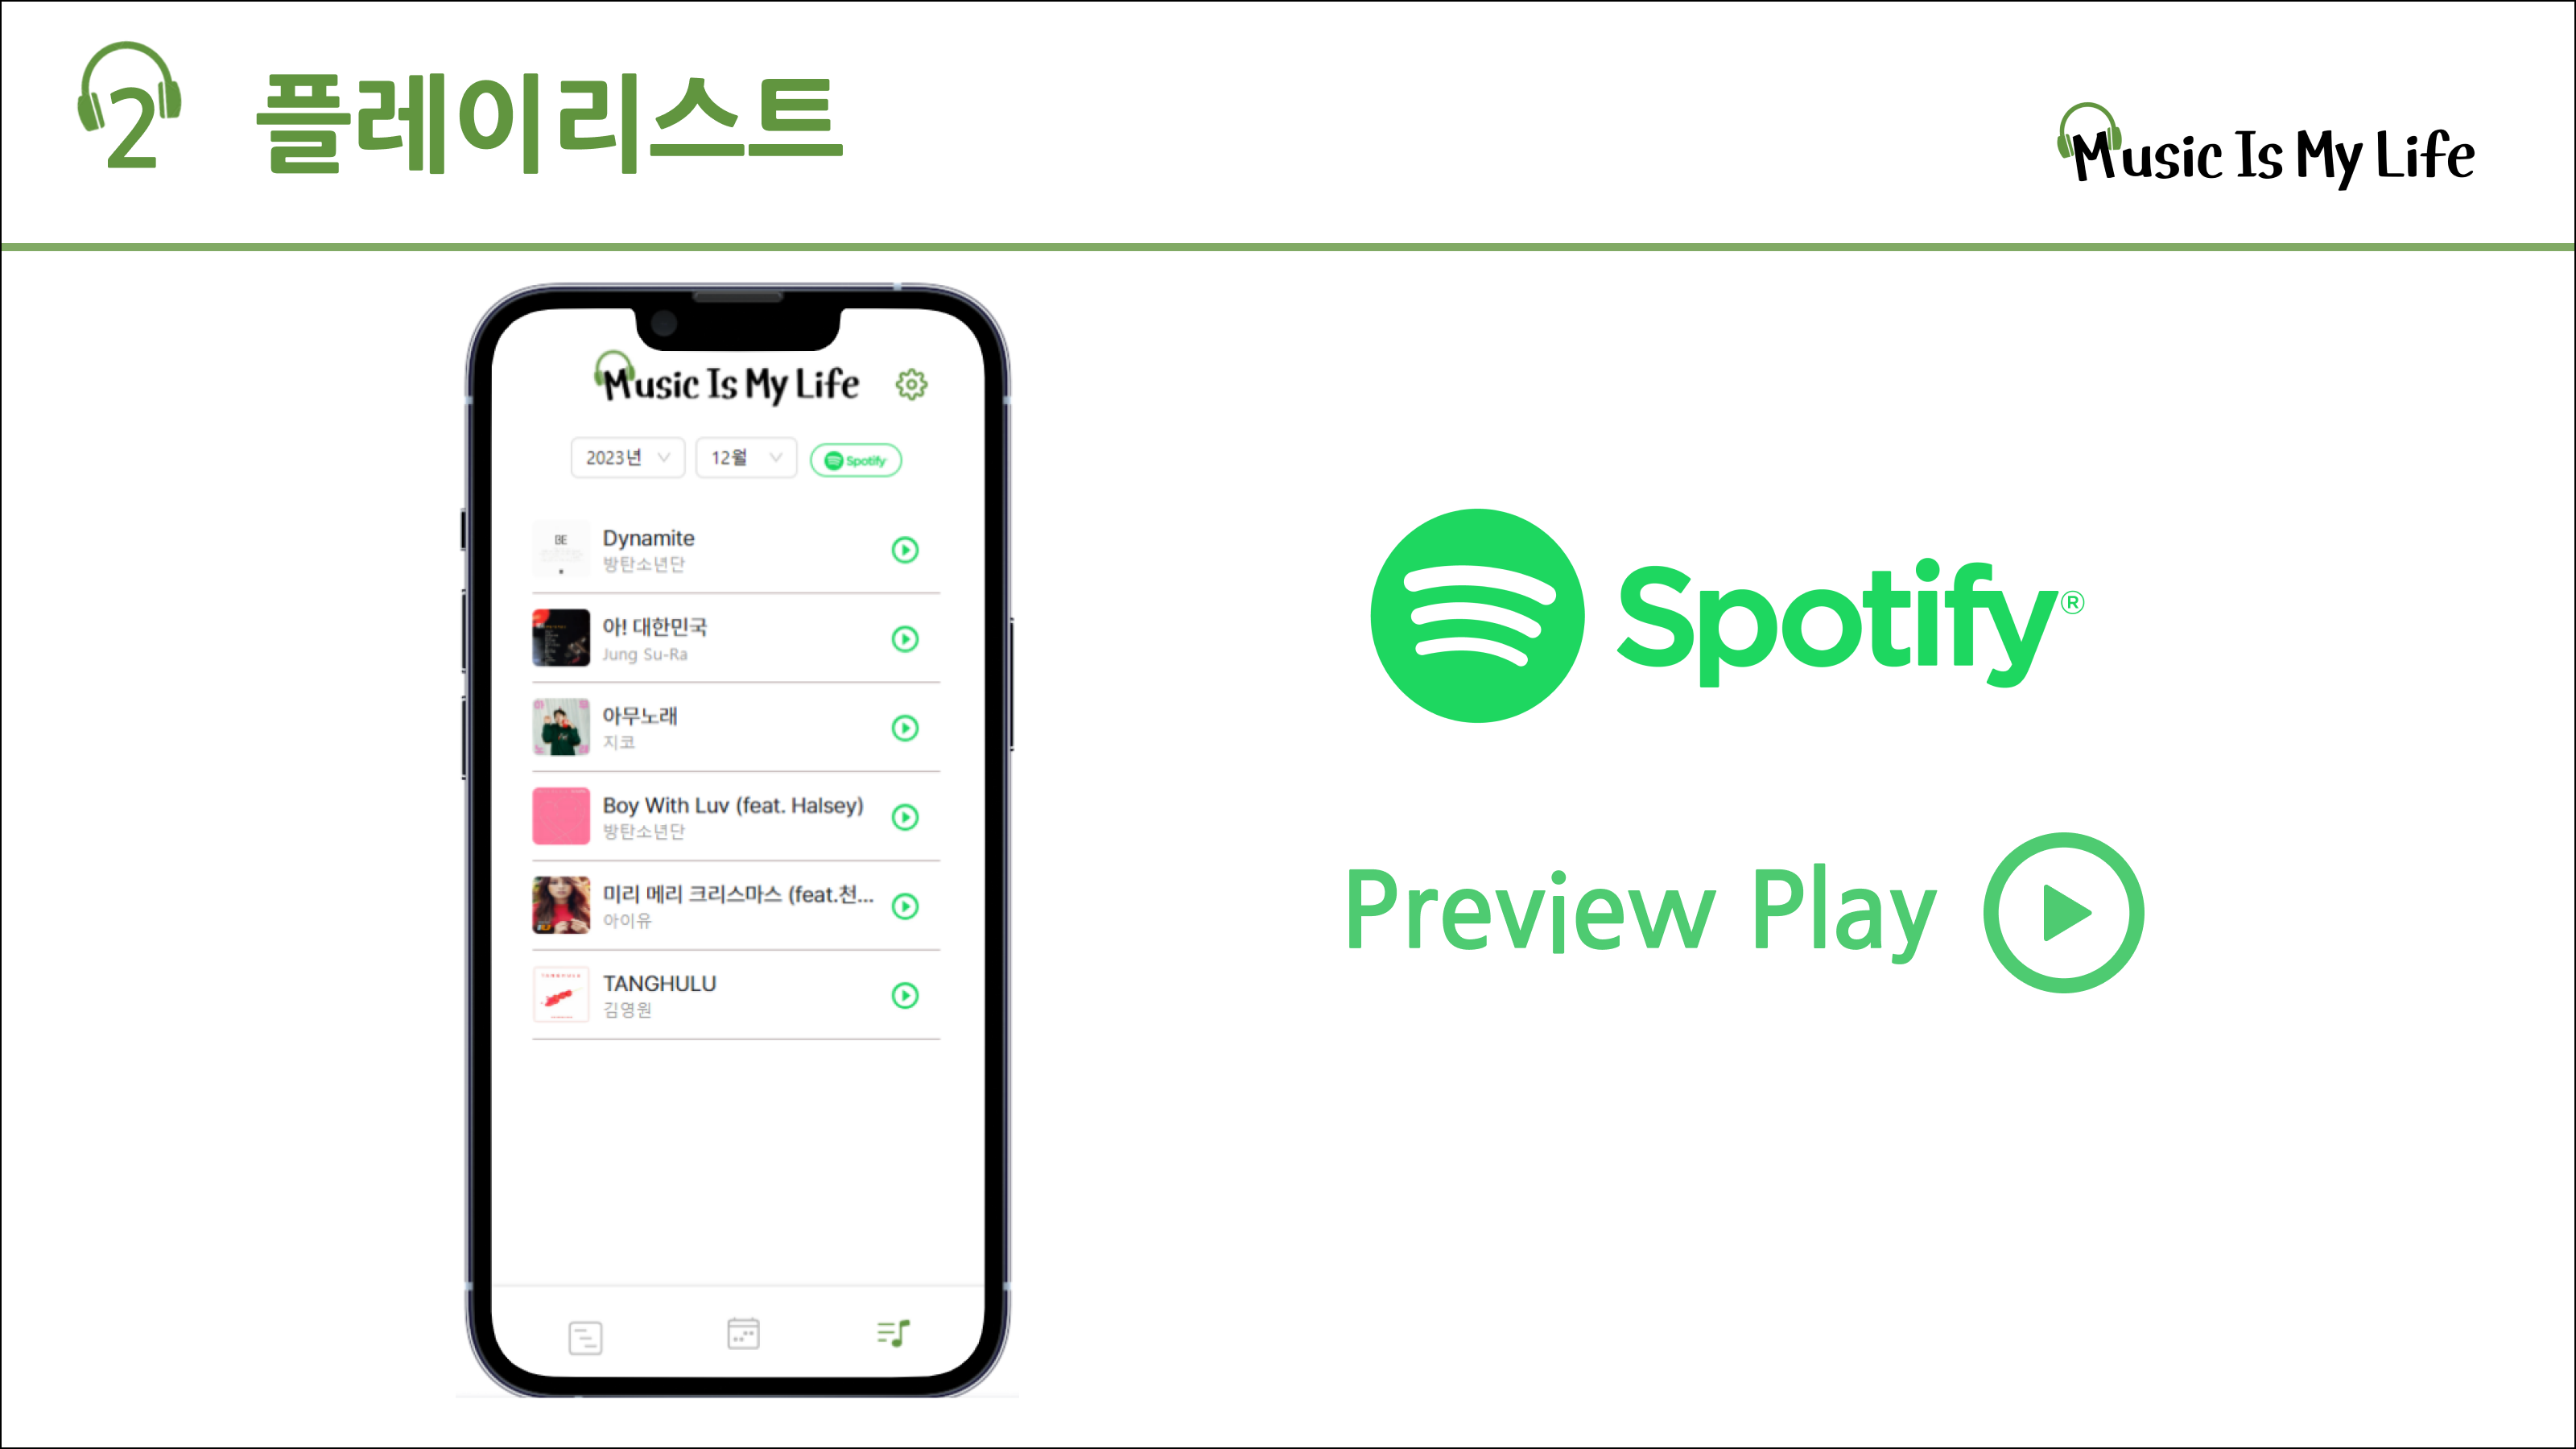 2 플레이리스트
Music Is My Life
Music Is My Life
2023년 12월 Spotify
BE
Dynamite
방탄소년단
아! 대한민국
Jung Su-Ra
아무노래
지코
Boy With Luv (feat. Halsey)
방탄소년단
미리 메리 크리스마스 (feat.천...
아이유
TANGHULU
김영원
Spotify®
Preview Play